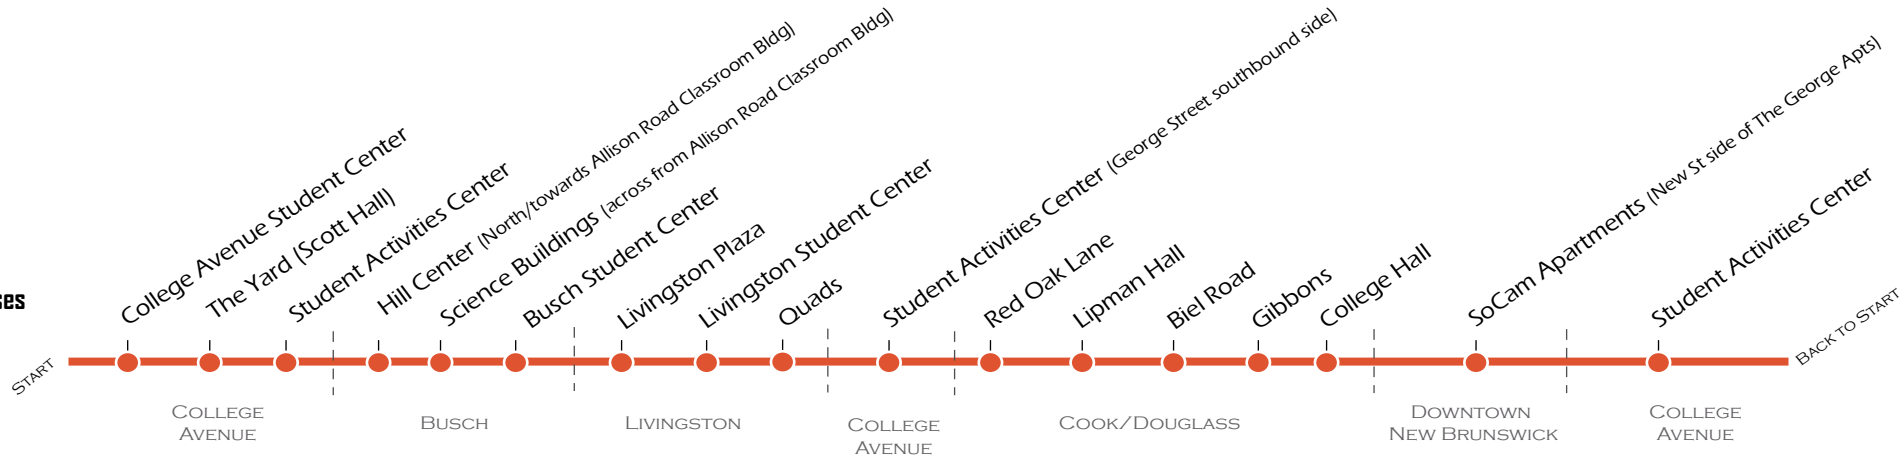 ses
START
College Avenue Student Center
The Yard (Scott Hall)
Student Activities Center
Hill Center (North/towards Allison Road Classroom Bldg)
Science Buildings (across from Allison Road Classroom Bldg)
Busch Student Center
Livingston Plaza
Livingston Student Center
Quads
Student Activities Center (George Street southbound side)
Red Oak Lane
Lipman Hall
Biel Road
Gibbons
College Hall
SoCam Apartments (New St side of The George Apts)
Student Activities Center
BACK TO START
COLLEGE
AVENUE
BUSCH
LIVINGSTON
COLLEGE
AVENUE
COOK/DOUGLASS
DOWNTOWN
NEW BRUNSWICK
COLLEGE
AVENUE